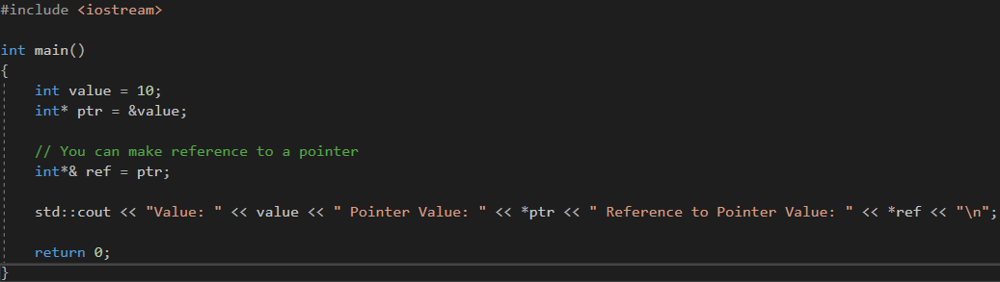 #include <iostream>
int main()
{
int value = 10;
int* ptr = &value;
// You can make reference to a pointer
int*& ref = ptr;
std::cout << "Value: " << value << " Pointer Value: " << *ptr << " Reference to Pointer Value: " << *ref << "\n";
return 0;
}